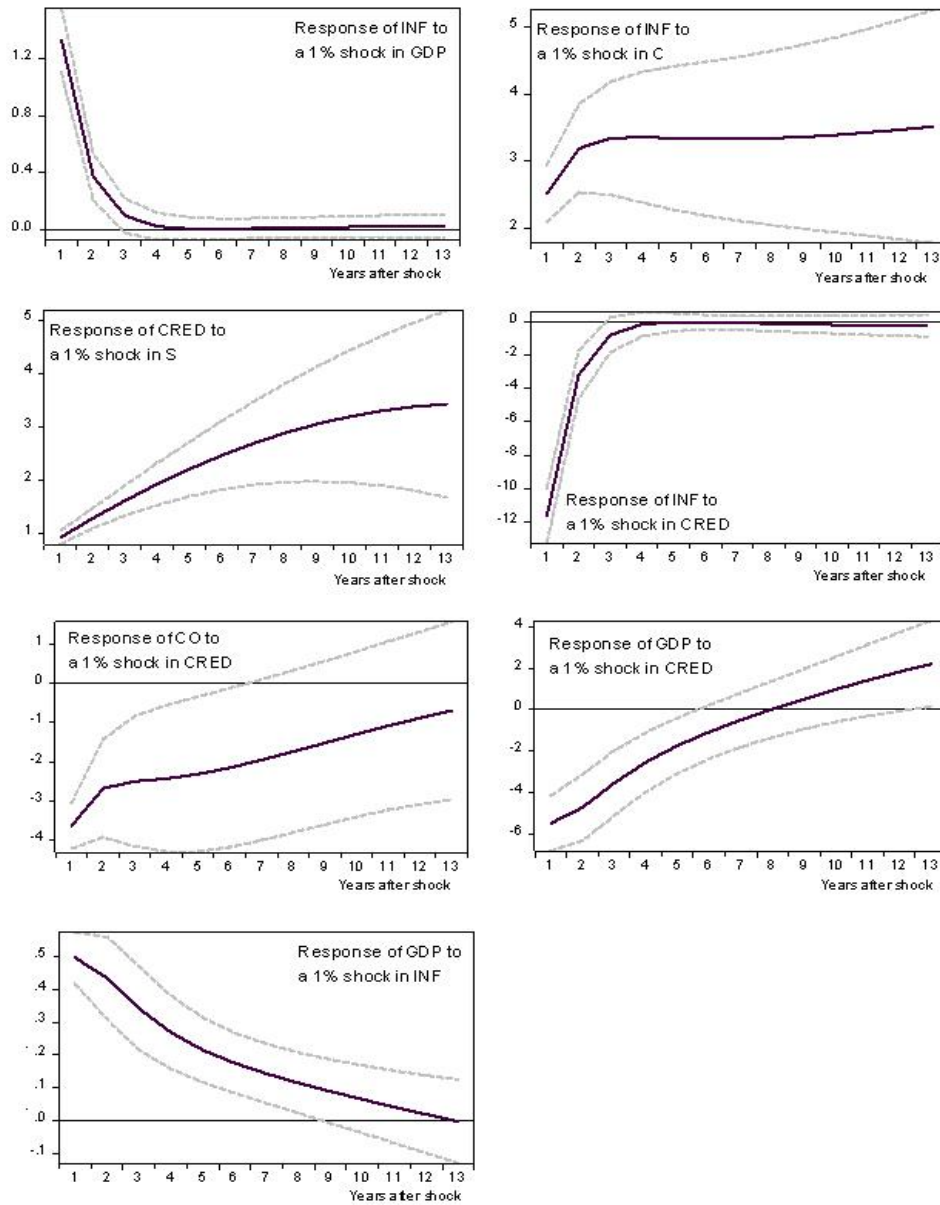 Response of INF to
a 1% shock in GDP
1.2
0.8
0.4
0.0
1 2 3 4 5 6 7 8 9 10 11 12 13
Years after shock
Response of INF to
a 1% shock in C
5
4
3
2
1 2 3 4 5 6 7 8 9 10 11 12 13
Years after shock
Response of CRED to
a 1% shock in S
5
4
3
2
1
1 2 3 4 5 6 7 8 9 10 11 12 13
Years after shock
0
-2
-4
-6
-8
-10
-12
Response of INF to
a 1% shock in CRED
1 2 3 4 5 6 7 8 9 10 11 12 13
Years after shock
Response of CO to
a 1% shock in CRED
1
0
-1
-2
-3
-4
1 2 3 4 5 6 7 8 9 10 11 12 13
Years after shock
Response of GDP to
a 1% shock in CRED
4
2
0
-2
-4
-6
1 2 3 4 5 6 7 8 9 10 11 12 13
Years after shock
Response of GDP to
a 1% shock in INF
.5
.4
.3
.2
.1
.0
-.1
1 2 3 4 5 6 7 8 9 10 11 12 13
Years after shock